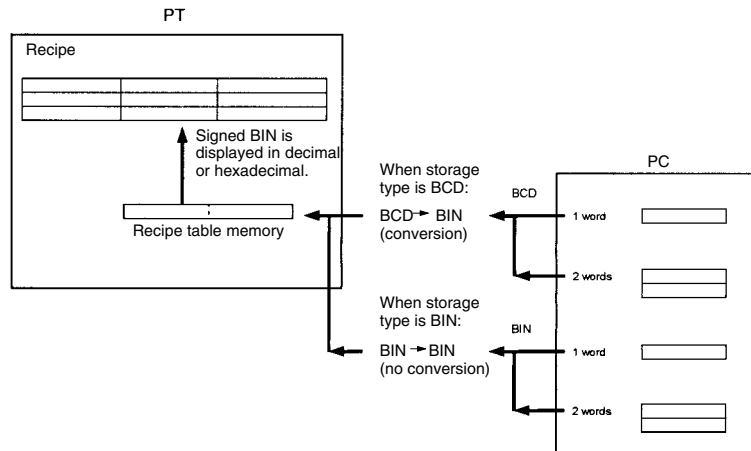 PT
Recipe
Signed BIN is
displayed in decimal
or hexadecimal.
Recipe table memory
When storage
type is BCD:
BCD → BIN
(conversion)
When storage
type is BIN:
BIN → BIN
(no conversion)
BCD
BIN
PC
1 word
2 words
1 word
2 words